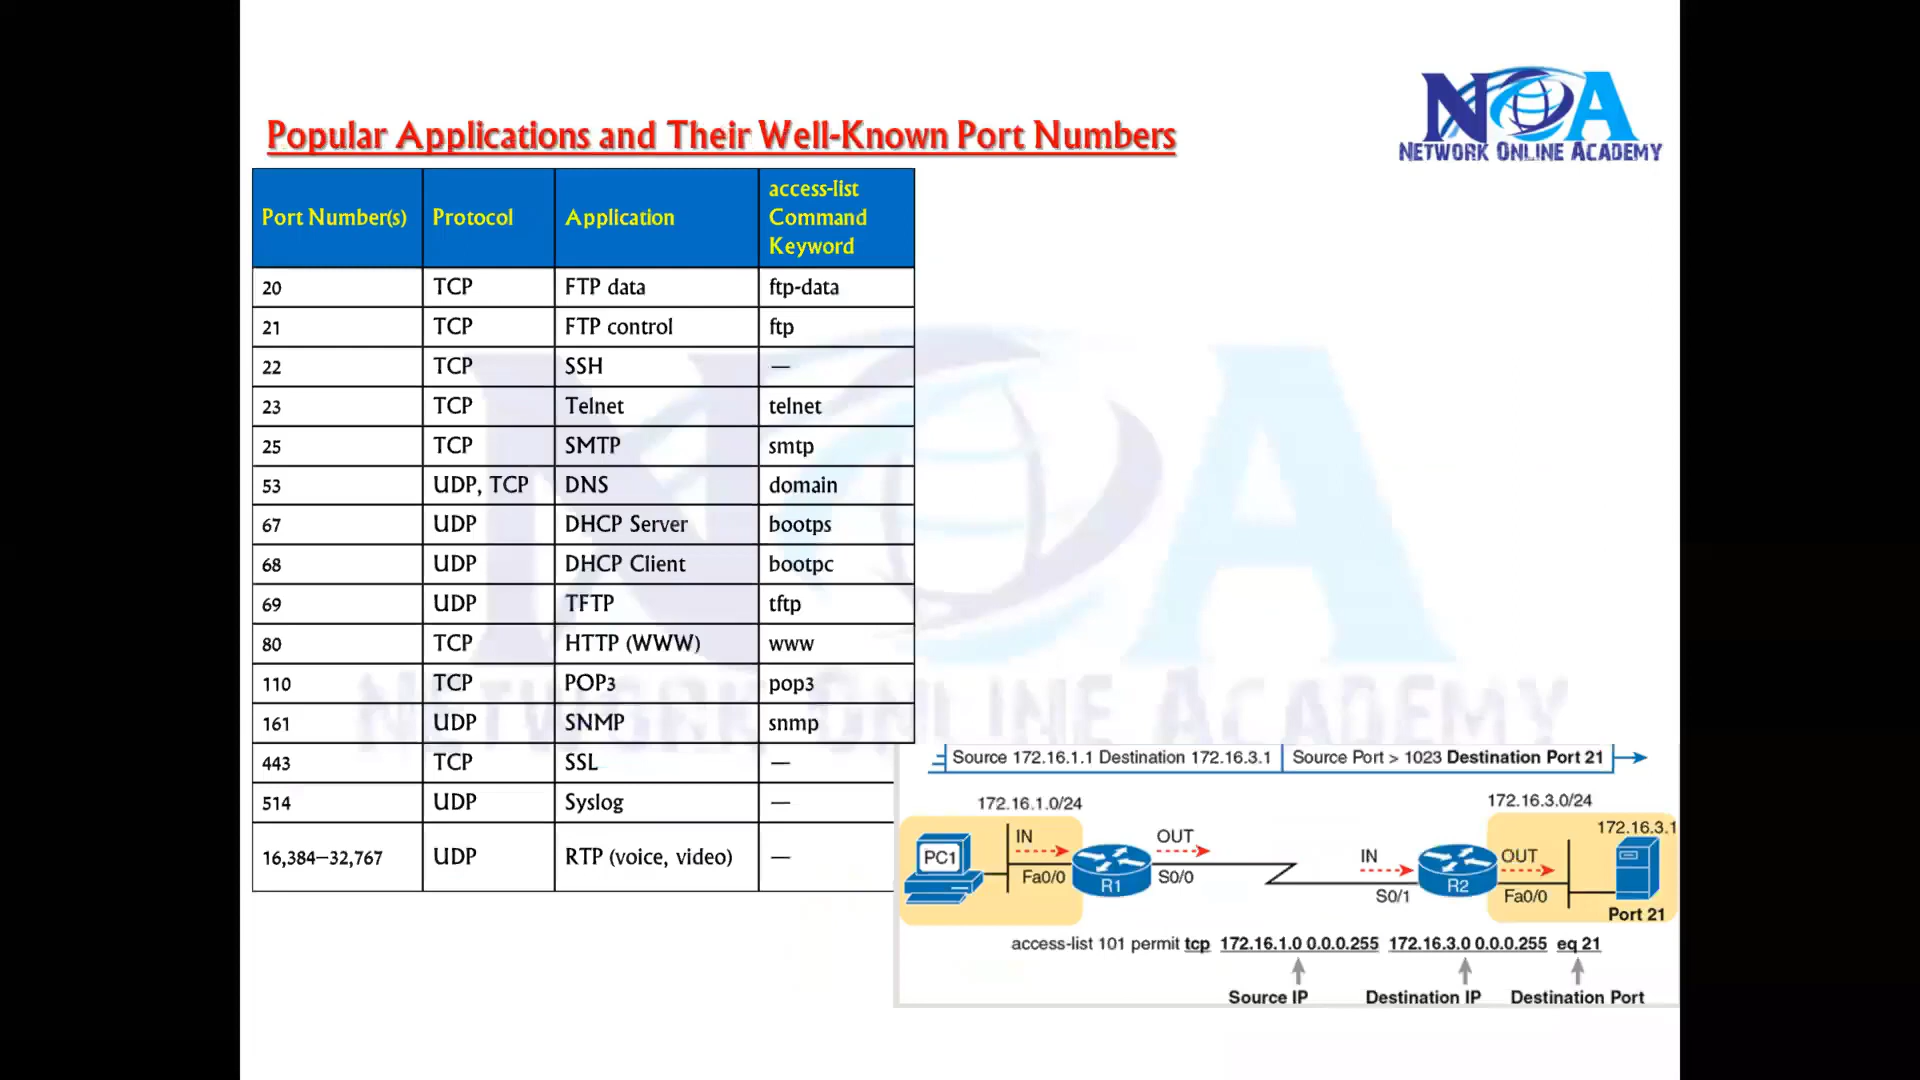 NOA
NETWORK ONLINE ACADEMY
Popular Applications and Their Well-Known Port Numbers
Port Number(s) Protocol Application access-list Command Keyword
20 TCP FTP data ftp-data
21 TCP FTP control ftp
22 TCP SSH —
23 TCP Telnet telnet
25 TCP SMTP smtp
53 UDP, TCP DNS domain
67 UDP DHCP Server bootps
68 UDP DHCP Client bootpc
69 UDP TFTP tftp
80 TCP HTTP (WWW) www
110 TCP POP3 pop3
161 UDP SNMP snmp
443 TCP SSL —
514 UDP Syslog —
16,384–32,767 UDP RTP (voice, video) —
NOA
NETWORK ONLINE ACADEMY
Source 172.16.1.1 Destination 172.16.3.1 Source Port > 1023 Destination Port 21
172.16.1.0/24 172.16.3.0/24
172.16.3.1
IN OUT IN OUT
PC1 R1 R2
Fa0/0 S0/0 S0/1 Fa0/0
Port 21
access-list 101 permit tcp 172.16.1.0 0.0.0.255 172.16.3.0 0.0.0.255 eq 21
Source IP Destination IP Destination Port